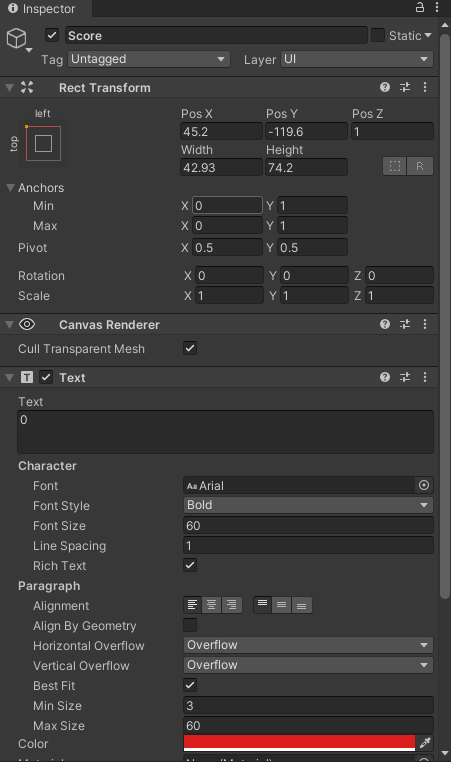 Inspector
Score
Static
Tag Untagged Layer UI
Rect Transform
left
top
Pos X Pos Y Pos Z
45.2 -119.6 1
Width Height
42.93 74.2
R
Anchors
Min X 0 Y 1
Max X 0 Y 1
Pivot X 0.5 Y 0.5
Rotation X 0 Y 0 Z 0
Scale X 1 Y 1 Z 1
Canvas Renderer
Cull Transparent Mesh
T Text
Text
0
Character
Font Aa Arial
Font Style Bold
Font Size 60
Line Spacing 1
Rich Text
Paragraph
Alignment
Align By Geometry
Horizontal Overflow Overflow
Vertical Overflow Overflow
Best Fit
Min Size 3
Max Size 60
Color